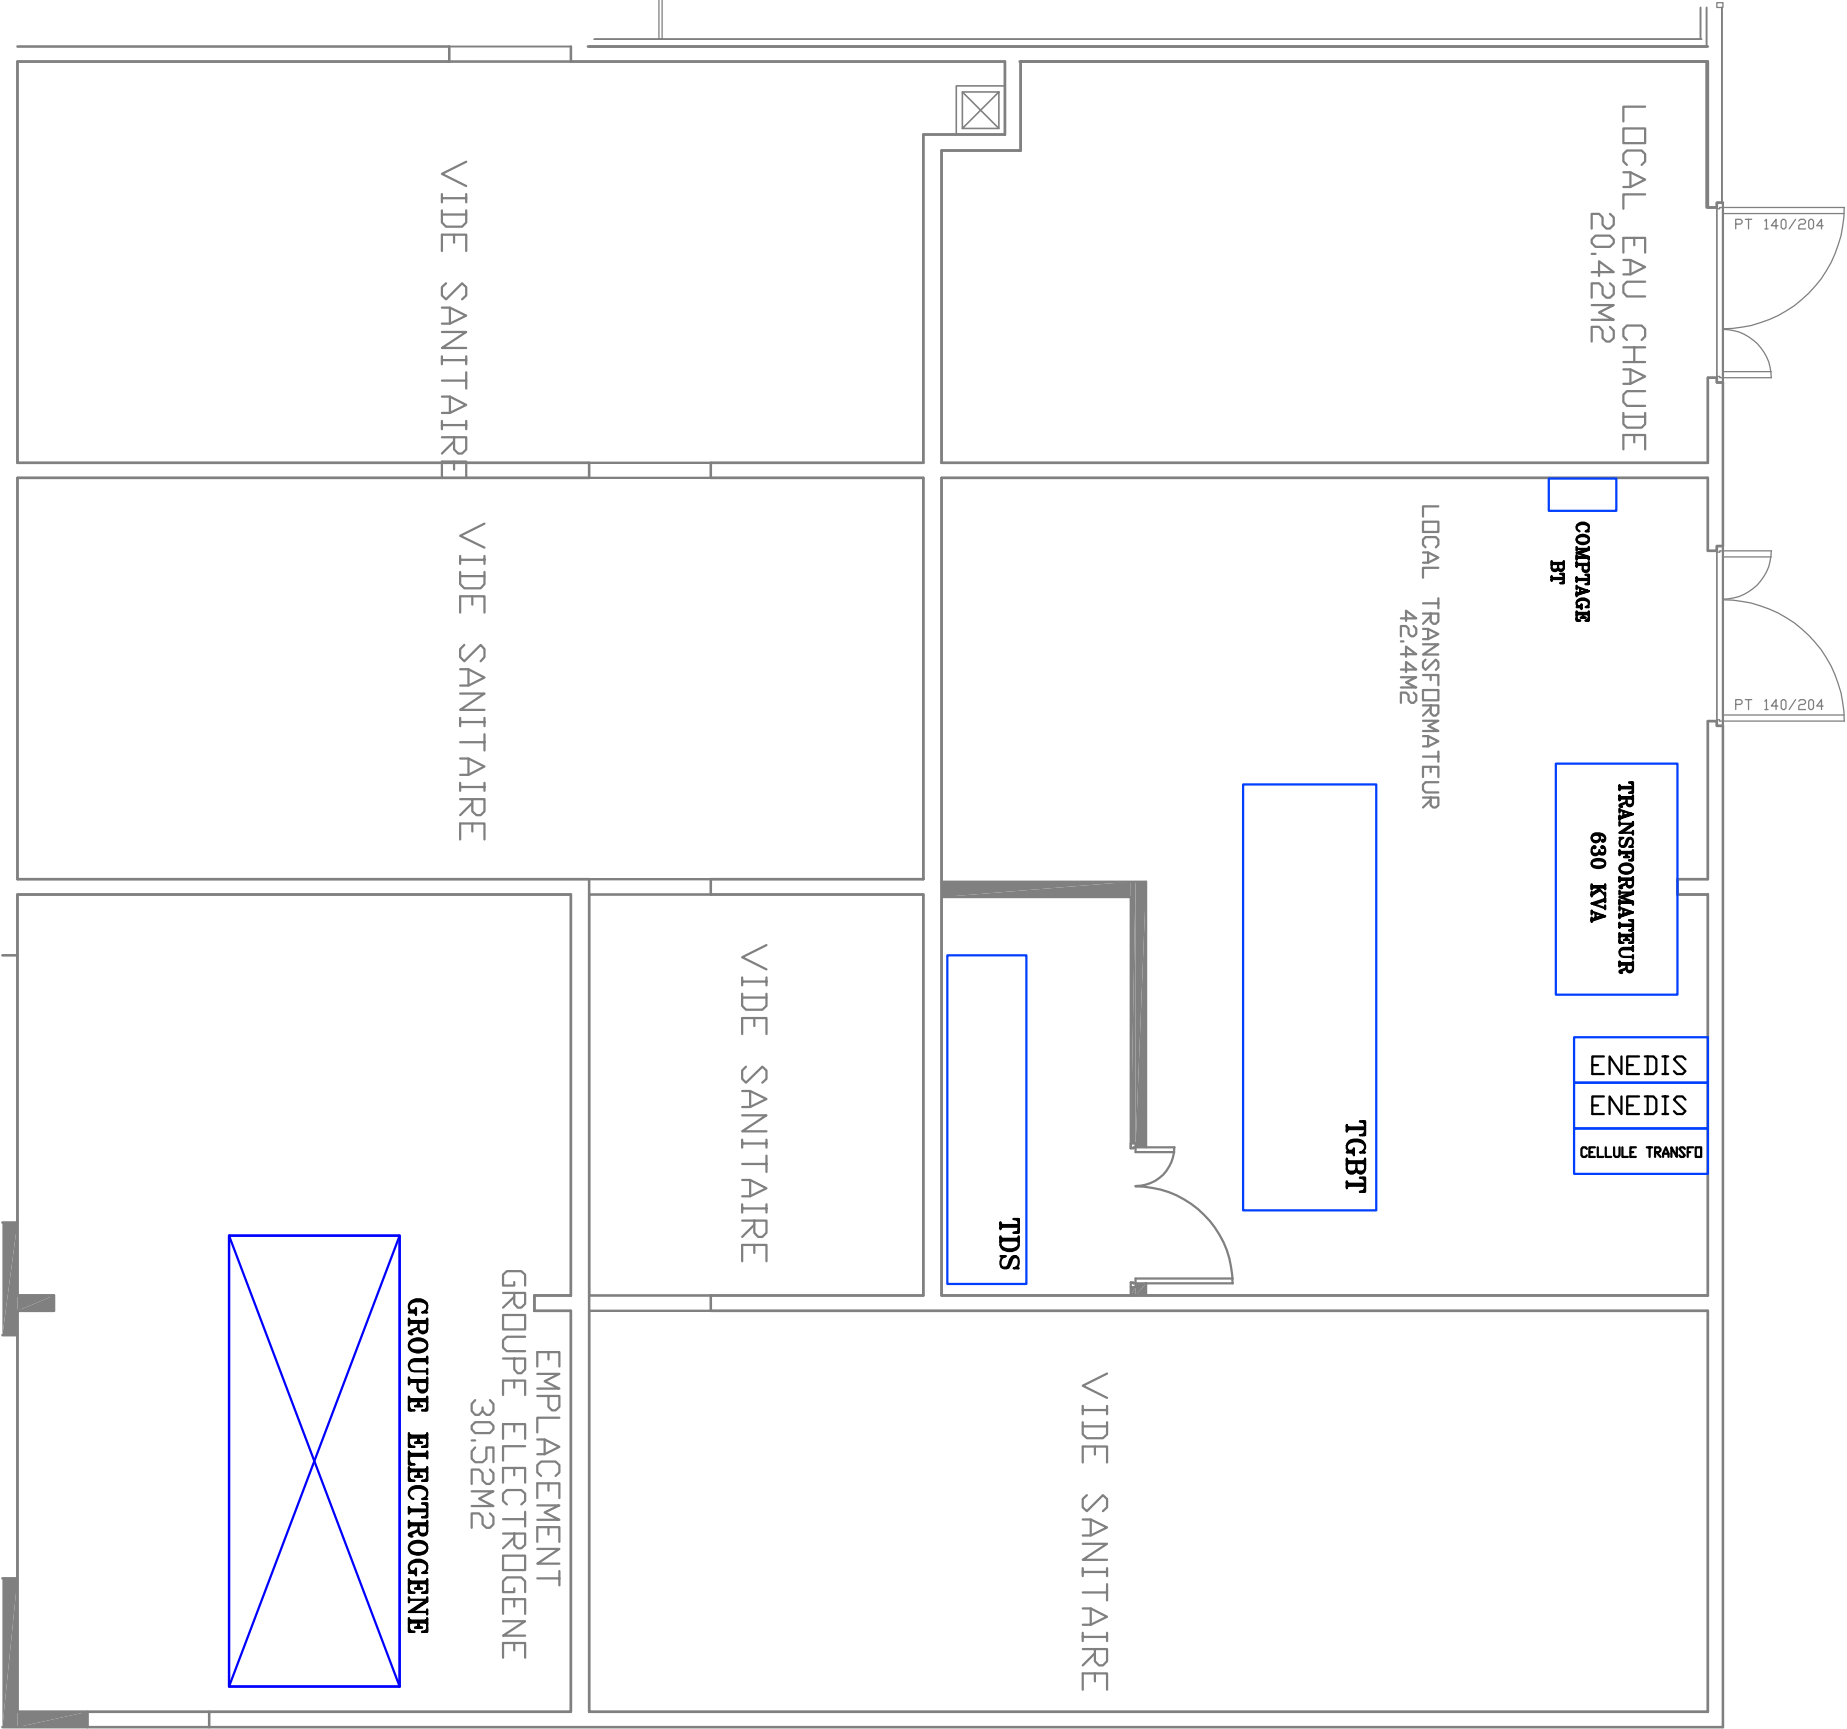 LOCAL EAU CHAUDE
20.42M2
PT 140/204
VIDE SANITAIRE
COMPTAGE
BT
LOCAL TRANSFORMATEUR
42.44M2
PT 140/204
VIDE SANITAIRE
TRANSFORMATEUR
630 KVA
ENEDIS
ENEDIS
CELLULE TRANSFO
TGBT
TDS
VIDE SANITAIRE
EMPLACEMENT
GROUPE ELECTROGENE
30.52M2
GROUPE ELECTROGENE
VIDE SANITAIRE